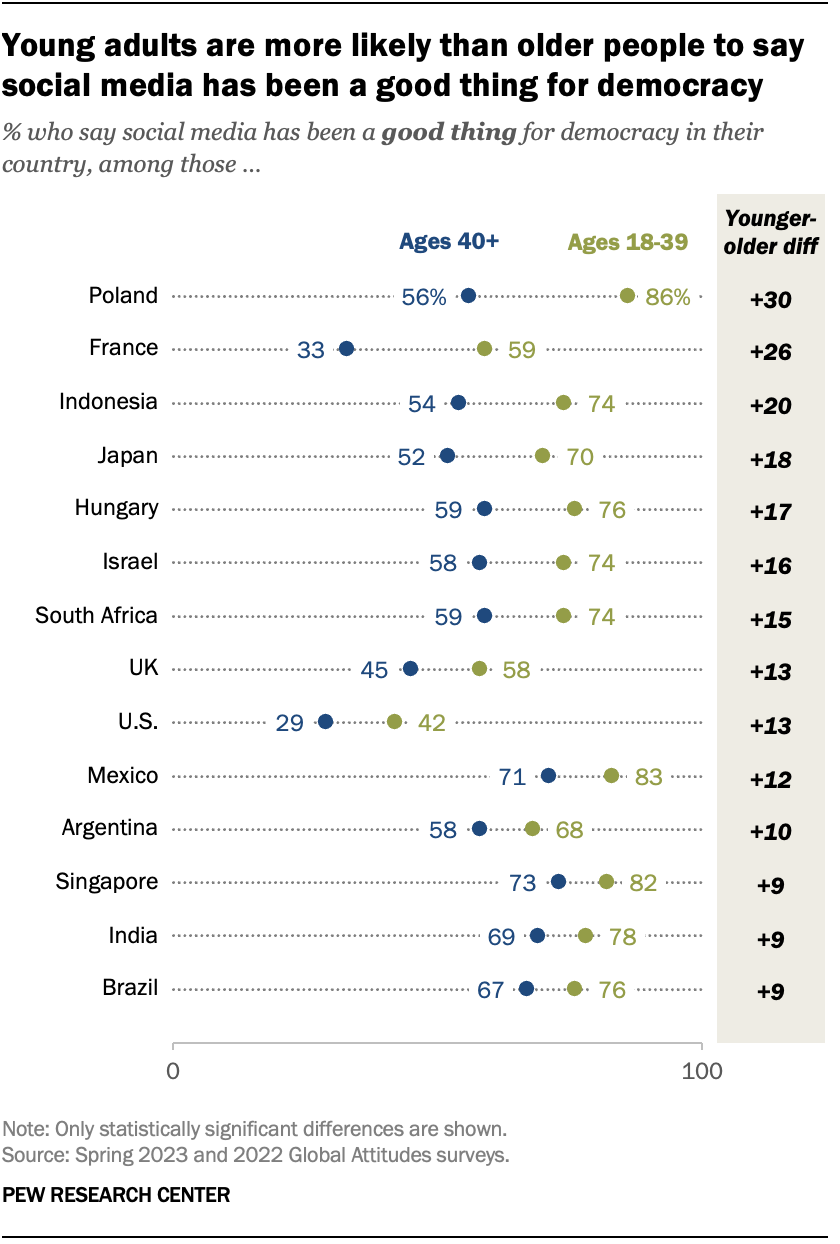 Young adults are more likely than older people to say
social media has been a good thing for democracy
% who say social media has been a good thing for democracy in their
country, among those ...
Younger-
older diff
Ages 40+ Ages 18-39
Poland 56% 86% +30
France 33 59 +26
Indonesia 54 74 +20
Japan 52 70 +18
Hungary 59 76 +17
Israel 58 74 +16
South Africa 59 74 +15
UK 45 58 +13
U.S. 29 42 +13
Mexico 71 83 +12
Argentina 58 68 +10
Singapore 73 82 +9
India 69 78 +9
Brazil 67 76 +9
0 100
Note: Only statistically significant differences are shown.
Source: Spring 2023 and 2022 Global Attitudes surveys.
PEW RESEARCH CENTER